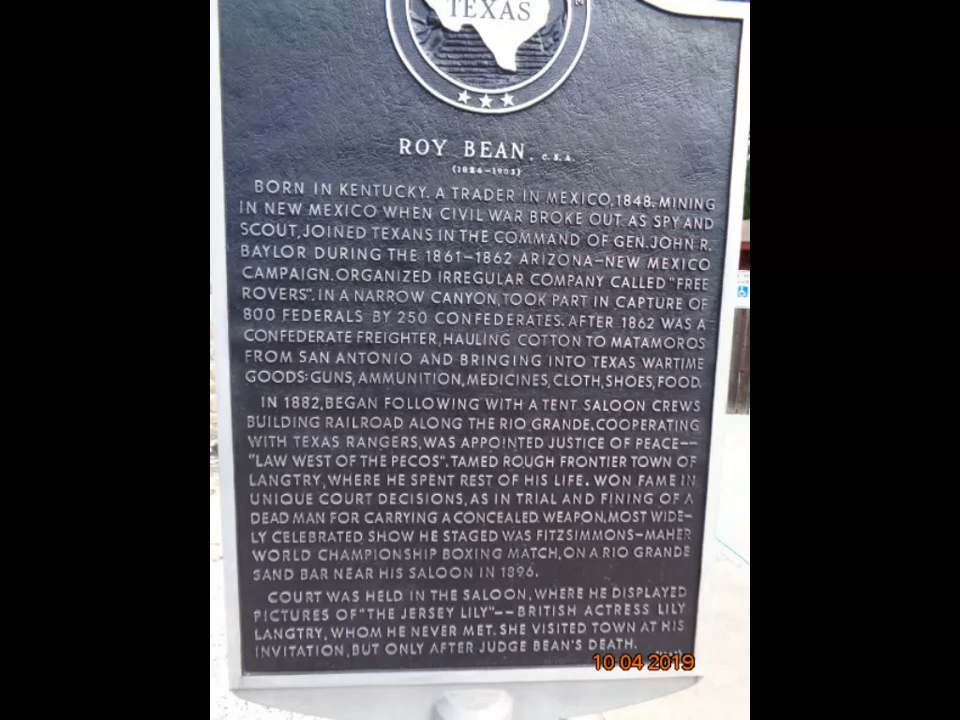 TEXAS
ROY BEAN, C.S.A.
BORN IN KENTUCKY. A TRADER IN MEXICO, 1848. MINING
IN NEW MEXICO WHEN CIVIL WAR BROKE OUT. AS SPY AND
SCOUT, JOINED TEXANS IN THE COMMAND OF GEN. JOHN R.
BAYLOR DURING THE 1861-1862 ARIZONA-NEW MEXICO
CAMPAIGN. ORGANIZED IRREGULAR COMPANY CALLED "FREE
ROVERS". IN A NARROW CANYON, TOOK PART IN CAPTURE OF
800 FEDERALS BY 250 CONFEDERATES. AFTER 1862 WAS A
CONFEDERATE FREIGHTER, HAULING COTTON TO MATAMOROS
FROM SAN ANTONIO AND BRINGING INTO TEXAS WARTIME
GOODS: GUNS, AMMUNITION, MEDICINES, CLOTH, SHOES, FOOD.
IN 1882, BEGAN FOLLOWING WITH A TENT SALOON CREWS
BUILDING RAILROAD ALONG THE RIO GRANDE. COOPERATING
WITH TEXAS RANGERS, WAS APPOINTED JUSTICE OF PEACE--
"LAW WEST OF THE PECOS". TAMED ROUGH FRONTIER TOWN OF
LANGTRY, WHERE HE SPENT REST OF HIS LIFE. WON FAME IN
UNIQUE COURT DECISIONS, AS IN TRIAL AND FINING OF A
DEAD MAN FOR CARRYING A CONCEALED WEAPON. MOST WIDE-
LY CELEBRATED SHOW HE STAGED WAS FITZSIMMONS-MAHER
WORLD CHAMPIONSHIP BOXING MATCH, ON A RIO GRANDE
SAND BAR NEAR HIS SALOON IN 1896.
COURT WAS HELD IN THE SALOON, WHERE HE DISPLAYED
PICTURES OF "THE JERSEY LILY"-- BRITISH ACTRESS LILY
LANGTRY, WHOM HE NEVER MET. SHE VISITED TOWN AT HIS
INVITATION, BUT ONLY AFTER JUDGE BEAN'S DEATH.
10 04 2019